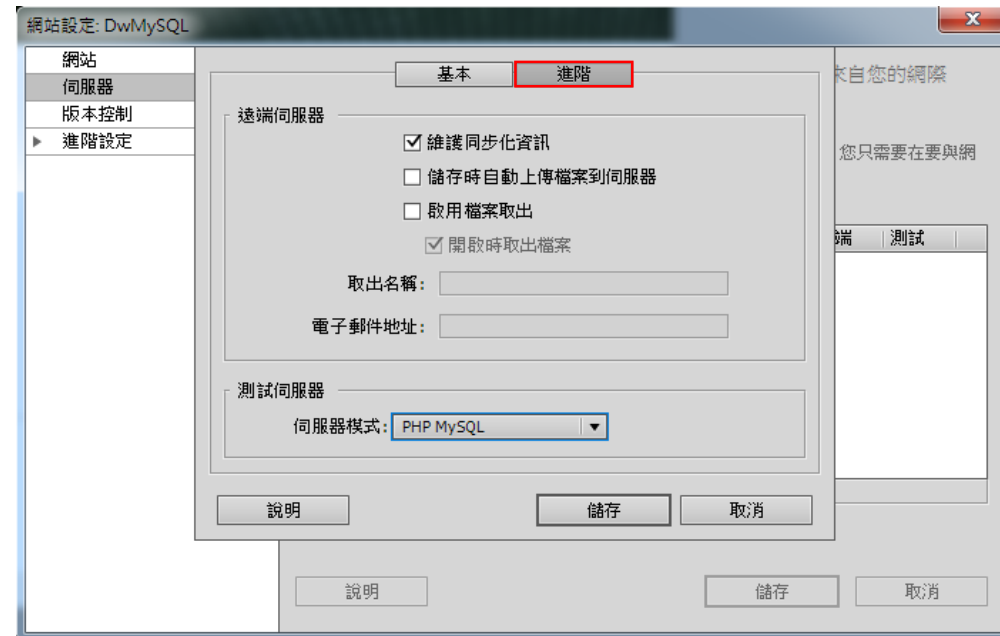 網站設定: DwMySQL
網站
伺服器
版本控制
進階設定
基本
進階
遠端伺服器
維護同步化資訊
儲存時自動上傳檔案到伺服器
啟用檔案取出
開啟時取出檔案
取出名稱:
電子郵件地址:
測試伺服器
伺服器模式: PHP MySQL
說明
儲存
取消
來自您的網際
您只需要在要與網
端
測試
說明
儲存
取消